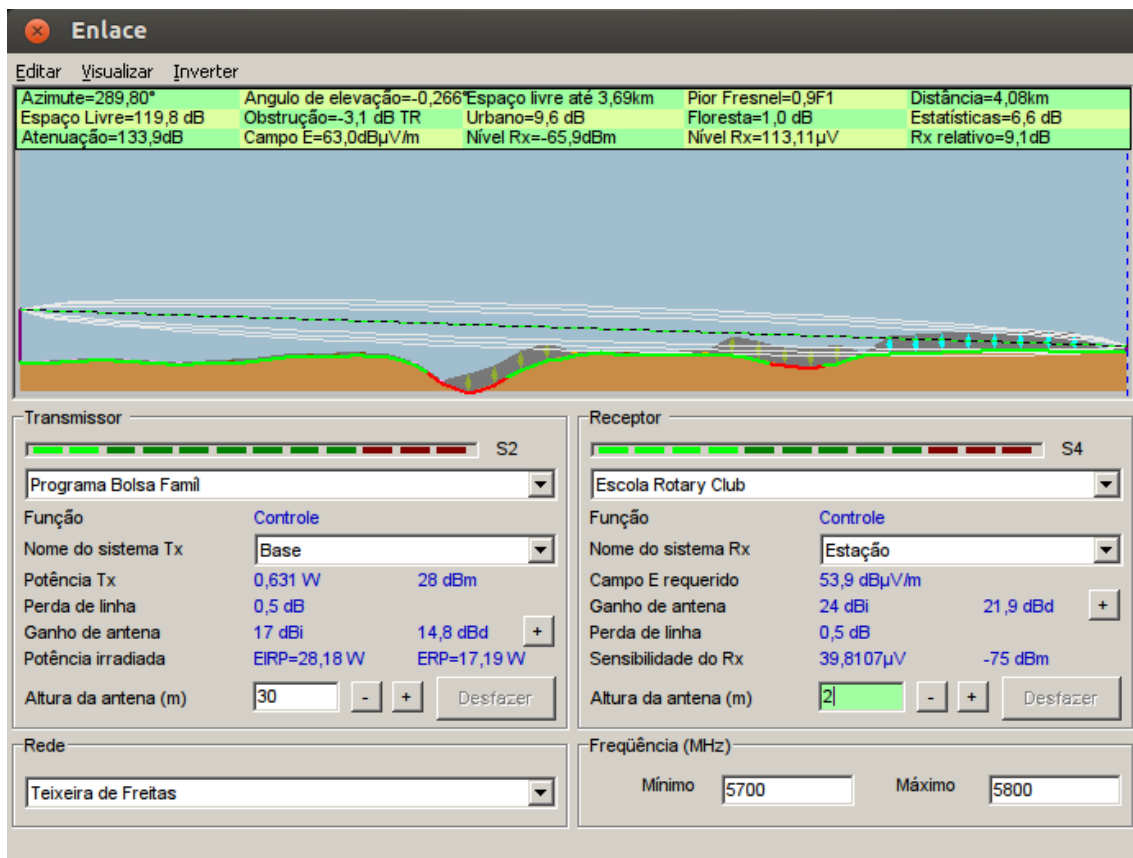 Enlace
Editar Visualizar Inverter
Azimute=289,80° Angulo de elevação=-0,266° Espaço livre até 3,69km Pior Fresnel=0,9F1 Distância=4,08km
Espaço Livre=119,8 dB Obstrução=-3,1 dB TR Urbano=9,6 dB Floresta=1,0 dB Estatísticas=6,6 dB
Atenuação=133,9dB Campo E=63,0dBµV/m Nível Rx=-65,9dBm Nível Rx=113,11µV Rx relativo=9,1dB
Transmissor
S2
Programa Bolsa Famíl
Função Controle
Nome do sistema Tx Base
Potência Tx 0,631 W 28 dBm
Perda de linha 0,5 dB
Ganho de antena 17 dBi 14,8 dBd +
Potência irradiada EIRP=28,18 W ERP=17,19 W
Altura da antena (m) 30 - + Desfazer
Rede
Teixeira de Freitas
Receptor
S4
Escola Rotary Club
Função Controle
Nome do sistema Rx Estação
Campo E requerido 53,9 dBµV/m
Ganho de antena 24 dBi 21,9 dBd +
Perda de linha 0,5 dB
Sensibilidade do Rx 39,8107µV -75 dBm
Altura da antena (m) 2 - + Desfazer
Freqüência (MHz)
Mínimo 5700 Máximo 5800